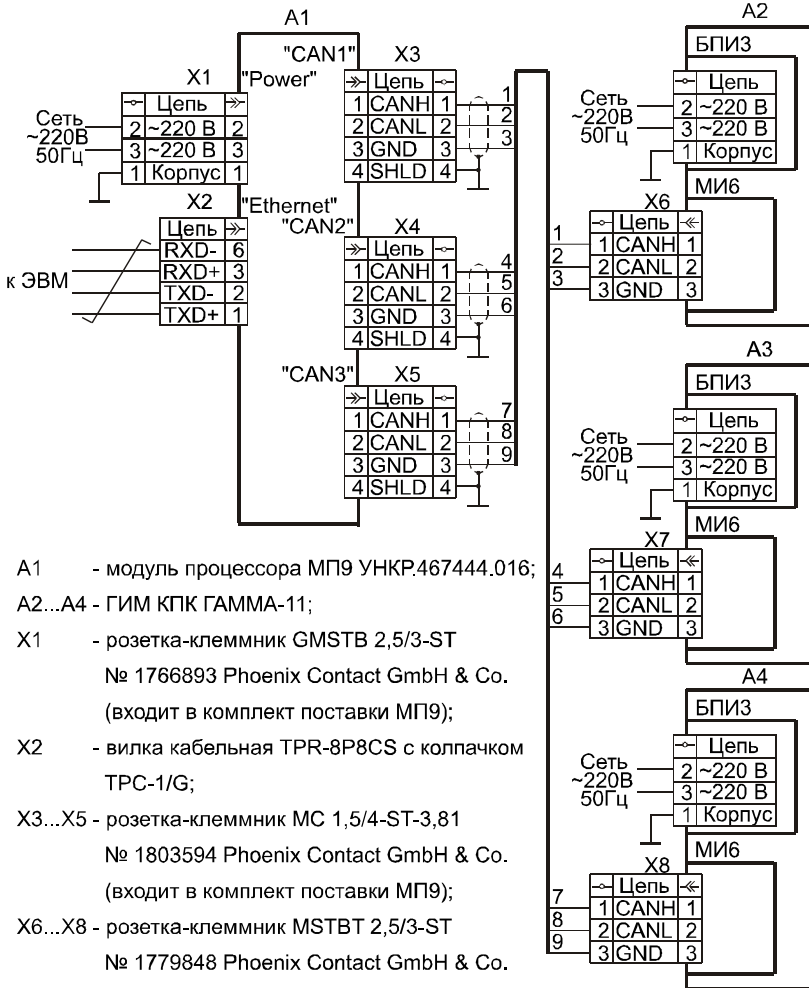 A1
"CAN1"
X3
X1
"Power"
Цепь
1 CANH 1
2 CANL 2
3 GND 3
4 SHLD 4
1
2
3
Сеть
~220В
50Гц
Цепь
2 ~220 В 2
3 ~220 В 3
1 Корпус 1
X2
"Ethernet"
Цепь
RXD- 6
RXD+ 3
TXD- 2
TXD+ 1
к ЭВМ
"CAN2"
X4
Цепь
1 CANH 1
2 CANL 2
3 GND 3
4 SHLD 4
4
5
6
"CAN3"
X5
Цепь
1 CANH 1
2 CANL 2
3 GND 3
4 SHLD 4
7
8
9
A2
БПИ3
Сеть
~220В
50Гц
Цепь
2 ~220 В
3 ~220 В
1 Корпус
МИ6
X6
Цепь
1
2
3
1 CANH 1
2 CANL 2
3 GND 3
A3
БПИ3
Сеть
~220В
50Гц
Цепь
2 ~220 В
3 ~220 В
1 Корпус
МИ6
X7
Цепь
4
5
6
1 CANH 1
2 CANL 2
3 GND 3
A4
БПИ3
Сеть
~220В
50Гц
Цепь
2 ~220 В
3 ~220 В
1 Корпус
МИ6
X8
Цепь
7
8
9
1 CANH 1
2 CANL 2
3 GND 3
A1 - модуль процессора МП9 УНКР.467444.016;
A2...A4 - ГИМ КПК ГАММА-11;
X1 - розетка-клеммник GMSTB 2,5/3-ST
№ 1766893 Phoenix Contact GmbH & Co.
(входит в комплект поставки МП9);
X2 - вилка кабельная TPR-8P8CS с колпачком
TPC-1/G;
X3...X5 - розетка-клеммник MC 1,5/4-ST-3,81
№ 1803594 Phoenix Contact GmbH & Co.
(входит в комплект поставки МП9);
X6...X8 - розетка-клеммник MSTBT 2,5/3-ST
№ 1779848 Phoenix Contact GmbH & Co.